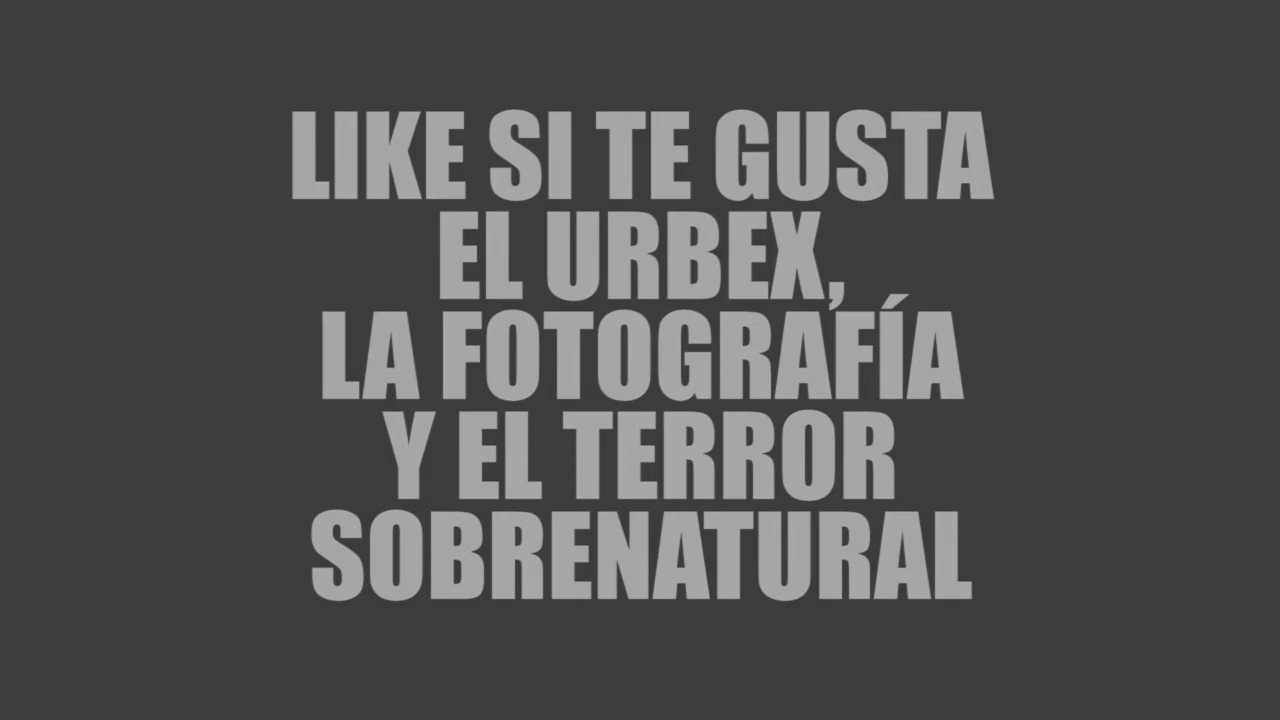 LIKE SI TE GUSTA
EL URBEX,
LA FOTOGRAFÍA
Y EL TERROR
SOBRENATURAL